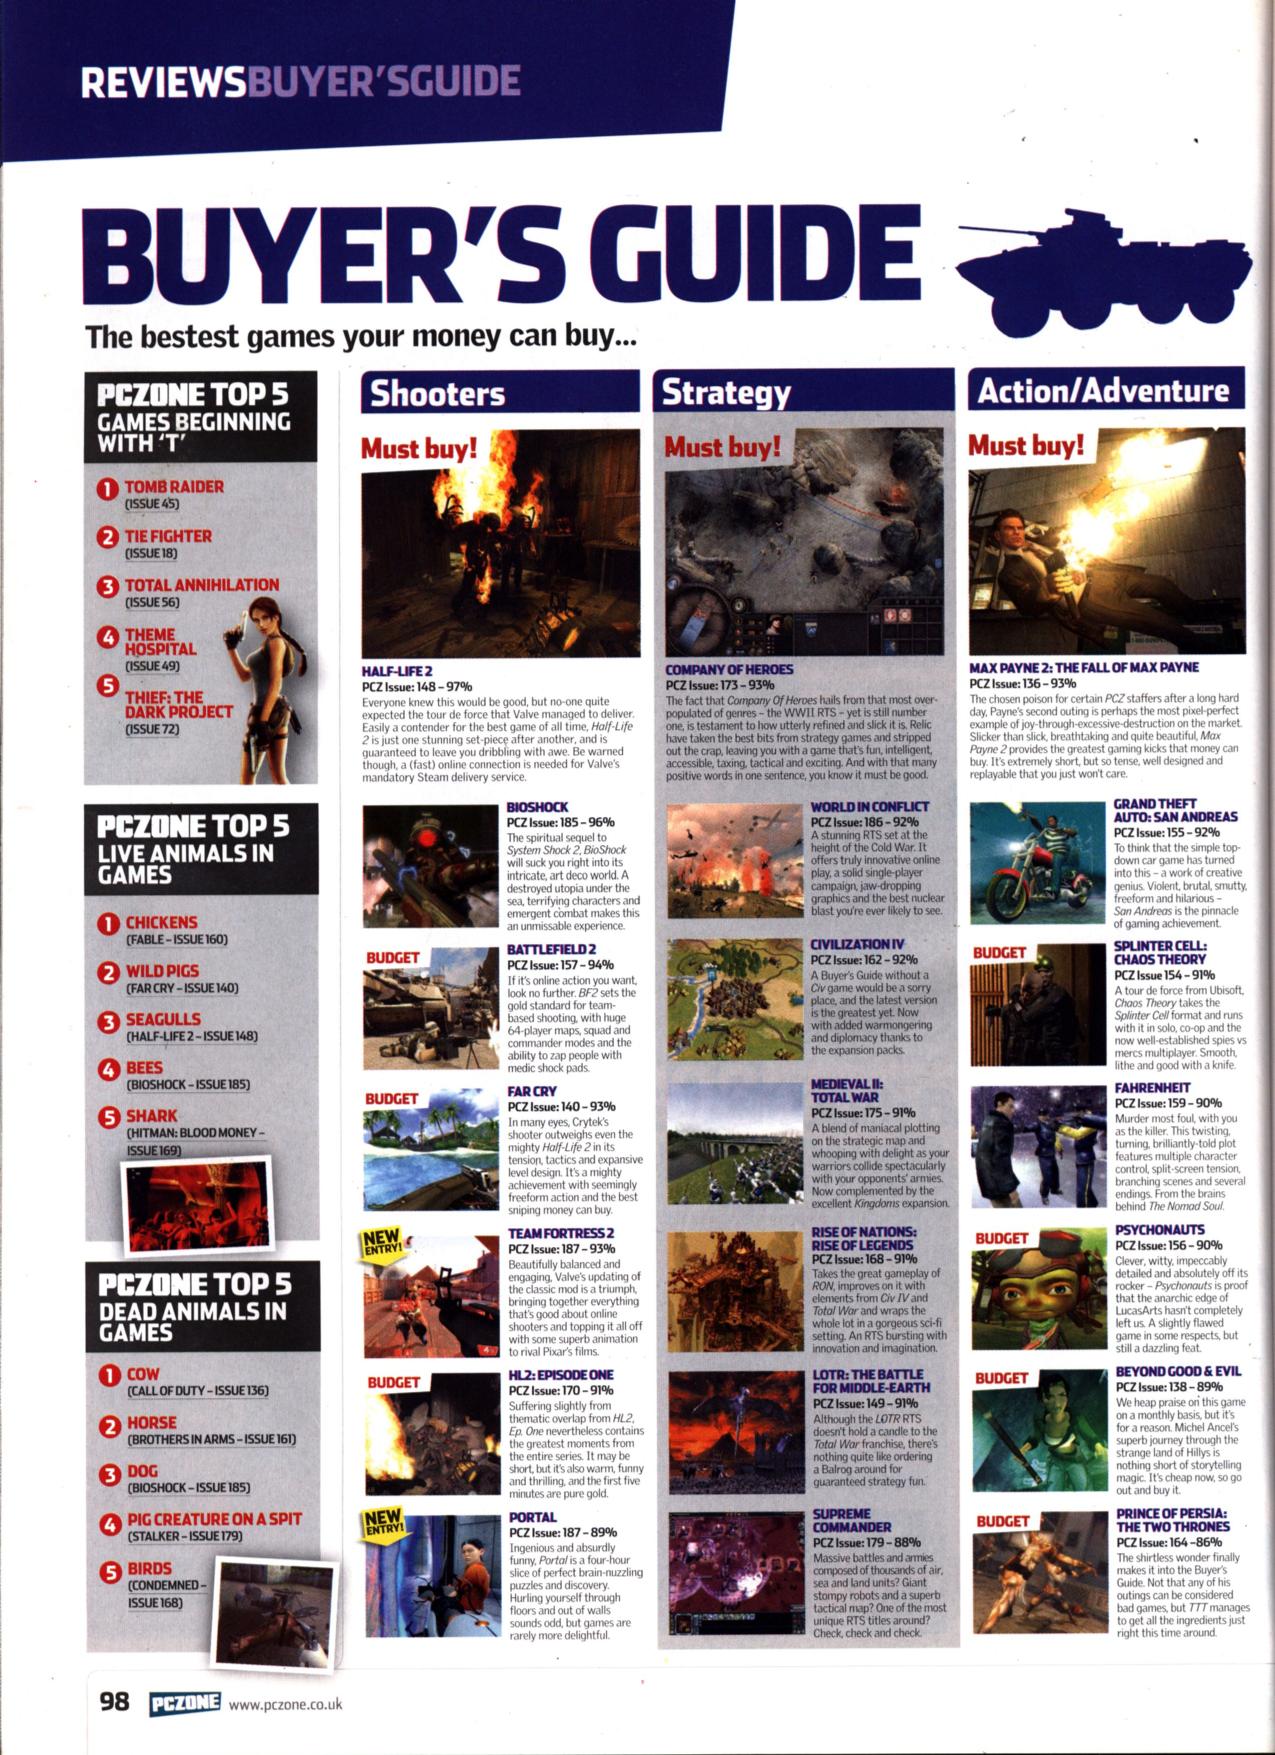 REVIEWSBUYER'SGUIDE
BUYER'S GUIDE
The bestest games your money can buy...
PCZONE TOP 5
GAMES BEGINNING
WITH 'T'
1 TOMB RAIDER
(ISSUE 45)
2 TIE FIGHTER
(ISSUE 18)
3 TOTAL ANNIHILATION
(ISSUE 56)
4 THEME
HOSPITAL
(ISSUE 49)
5 THIEF: THE
DARK PROJECT
(ISSUE 72)
PCZONE TOP 5
LIVE ANIMALS IN
GAMES
1 CHICKENS
(FABLE – ISSUE 160)
2 WILD PIGS
(FAR CRY – ISSUE 140)
3 SEAGULLS
(HALF-LIFE 2 – ISSUE 148)
4 BEES
(BIOSHOCK – ISSUE 185)
5 SHARK
(HITMAN: BLOOD MONEY –
ISSUE 169)
PCZONE TOP 5
DEAD ANIMALS IN
GAMES
1 COW
(CALL OF DUTY – ISSUE 136)
2 HORSE
(BROTHERS IN ARMS – ISSUE 161)
3 DOG
(BIOSHOCK – ISSUE 185)
4 PIG CREATURE ON A SPIT
(STALKER – ISSUE 179)
5 BIRDS
(CONDEMNED –
ISSUE 168)
Shooters
Must buy!
HALF-LIFE 2
PCZ Issue: 148 – 97%
Everyone knew this would be good, but no-one quite
expected the tour de force that Valve managed to deliver.
Easily a contender for the best game of all time, Half-Life
2 is just one stunning set-piece after another, and is
guaranteed to leave you dribbling with awe. Be warned
though, a (fast) online connection is needed for Valve's
mandatory Steam delivery service.
BIOSHOCK
PCZ Issue: 185 – 96%
The spiritual sequel to
System Shock 2, BioShock
will suck you right into its
intricate, art deco world. A
destroyed utopia under the
sea, terrifying characters and
emergent combat makes this
an unmissable experience.
BUDGET
BATTLEFIELD 2
PCZ Issue: 157 – 94%
If it's online action you want,
look no further. BF2 sets the
gold standard for team-
based shooting, with huge
64-player maps, squad and
commander modes and the
ability to zap people with
medic shock pads.
BUDGET
FAR CRY
PCZ Issue: 140 – 93%
In many eyes, Crytek's
shooter outweighs even the
mighty Half-Life 2 in its
tension, tactics and expansive
level design. It's a mighty
achievement with seemingly
freeform action and the best
sniping money can buy.
NEW
ENTRY!
TEAM FORTRESS 2
PCZ Issue: 187 – 93%
Beautifully balanced and
engaging, Valve's updating of
the classic mod is a triumph,
bringing together everything
that's good about online
shooters and topping it all off
with some superb animation
to rival Pixar's films.
BUDGET
HL2: EPISODE ONE
PCZ Issue: 170 – 91%
Suffering slightly from
thematic overlap from HL2,
Ep. One nevertheless contains
the greatest moments from
the entire series. It may be
short, but it's also warm, funny
and thrilling, and the first five
minutes are pure gold.
NEW
ENTRY!
PORTAL
PCZ Issue: 187 – 89%
Ingenious and absurdly
funny, Portal is a four-hour
slice of perfect brain-nuzzling
puzzles and discovery.
Hurling yourself through
floors and out of walls
sounds odd, but games are
rarely more delightful.
Strategy
Must buy!
COMPANY OF HEROES
PCZ Issue: 173 – 93%
The fact that Company Of Heroes hails from that most over-
populated of genres – the WWII RTS – yet is still number
one, is testament to how utterly refined and slick it is. Relic
have taken the best bits from strategy games and stripped
out the crap, leaving you with a game that's fun, intelligent,
accessible, taxing, tactical and exciting. And with that many
positive words in one sentence, you know it must be good.
WORLD IN CONFLICT
PCZ Issue: 186 – 92%
A stunning RTS set at the
height of the Cold War. It
offers truly innovative online
play, a solid single-player
campaign, jaw-dropping
graphics and the best nuclear
blast you're ever likely to see.
CIVILIZATION IV
PCZ Issue: 162 – 92%
A Buyer's Guide without a
Civ game would be a sorry
place, and the latest version
is the greatest yet. Now
with added warmongering
and diplomacy thanks to
the expansion packs.
MEDIEVAL II:
TOTAL WAR
PCZ Issue: 175 – 91%
A blend of maniacal plotting
on the strategic map and
whooping with delight as your
warriors collide spectacularly
with your opponents' armies.
Now complemented by the
excellent Kingdoms expansion.
RISE OF NATIONS:
RISE OF LEGENDS
PCZ Issue: 168 – 91%
Takes the great gameplay of
RON, improves on it with
elements from Civ IV and
Total War and wraps the
whole lot in a gorgeous sci-fi
setting. An RTS bursting with
innovation and imagination.
LOTR: THE BATTLE
FOR MIDDLE-EARTH
PCZ Issue: 149 – 91%
Although the LOTR RTS
doesn't hold a candle to the
Total War franchise, there's
nothing quite like ordering
a Balrog around for
guaranteed strategy fun.
SUPREME
COMMANDER
PCZ Issue: 179 – 88%
Massive battles and armies
composed of thousands of air,
sea and land units? Giant
stompy robots and a superb
tactical map? One of the most
unique RTS titles around?
Check, check and check.
Action/Adventure
Must buy!
MAX PAYNE 2: THE FALL OF MAX PAYNE
PCZ Issue: 136 – 93%
The chosen poison for certain PCZ staffers after a long hard
day, Payne's second outing is perhaps the most pixel-perfect
example of joy-through-excessive-destruction on the market.
Slicker than slick, breathtaking and quite beautiful, Max
Payne 2 provides the greatest gaming kicks that money can
buy. It's extremely short, but so tense, well designed and
replayable that you just won't care.
GRAND THEFT
AUTO: SAN ANDREAS
PCZ Issue: 155 – 92%
To think that the simple top-
down car game has turned
into this – a work of creative
genius. Violent, brutal, smutty,
freeform and hilarious –
San Andreas is the pinnacle
of gaming achievement.
BUDGET
SPLINTER CELL:
CHAOS THEORY
PCZ Issue 154 – 91%
A tour de force from Ubisoft,
Chaos Theory takes the
Splinter Cell format and runs
with it in solo, co-op and the
now well-established spies vs
mercs multiplayer. Smooth,
lithe and good with a knife.
FAHRENHEIT
PCZ Issue: 159 – 90%
Murder most foul, with you
as the killer. This twisting,
turning, brilliantly-told plot
features multiple character
control, split-screen tension,
branching scenes and several
endings. From the brains
behind The Nomad Soul.
BUDGET
PSYCHONAUTS
PCZ Issue: 156 – 90%
Clever, witty, impeccably
detailed and absolutely off its
rocker – Psychonauts is proof
that the anarchic edge of
LucasArts hasn't completely
left us. A slightly flawed
game in some respects, but
still a dazzling feat.
BUDGET
BEYOND GOOD & EVIL
PCZ Issue: 138 – 89%
We heap praise on this game
on a monthly basis, but it's
for a reason. Michel Ancel's
superb journey through the
strange land of Hillys is
nothing short of storytelling
magic. It's cheap now, so go
out and buy it.
BUDGET
PRINCE OF PERSIA:
THE TWO THRONES
PCZ Issue: 164 –86%
The shirtless wonder finally
makes it into the Buyer's
Guide. Not that any of his
outings can be considered
bad games, but TTT manages
to get all the ingredients just
right this time around.
98 PCZONE www.pczone.co.uk